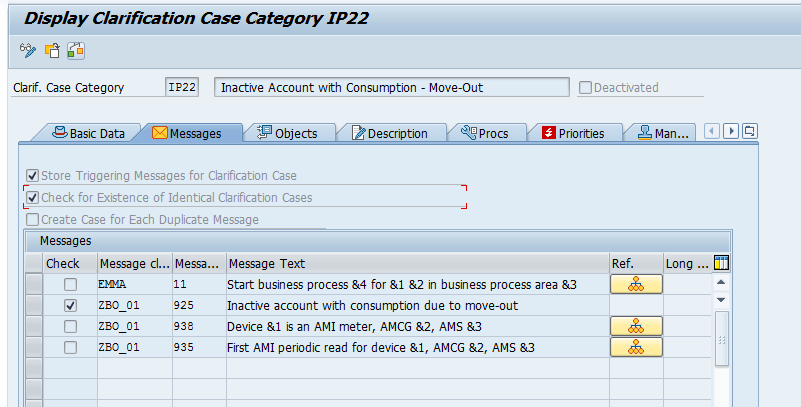 Display Clarification Case Category IP22
Clarif. Case Category IP22 Inactive Account with Consumption - Move-Out Deactivated
Basic Data Messages Objects Description Procs Priorities Man...
Store Triggering Messages for Clarification Case
Check for Existence of Identical Clarification Cases
Create Case for Each Duplicate Message
Messages
Check Message cl... Messa... Message Text Ref. Long ...
EMMA 11 Start business process &4 for &1 &2 in business process area &3
ZBO_01 925 Inactive account with consumption due to move-out
ZBO_01 938 Device &1 is an AMI meter, AMCG &2, AMS &3
ZBO_01 935 First AMI periodic read for device &1, AMCG &2, AMS &3